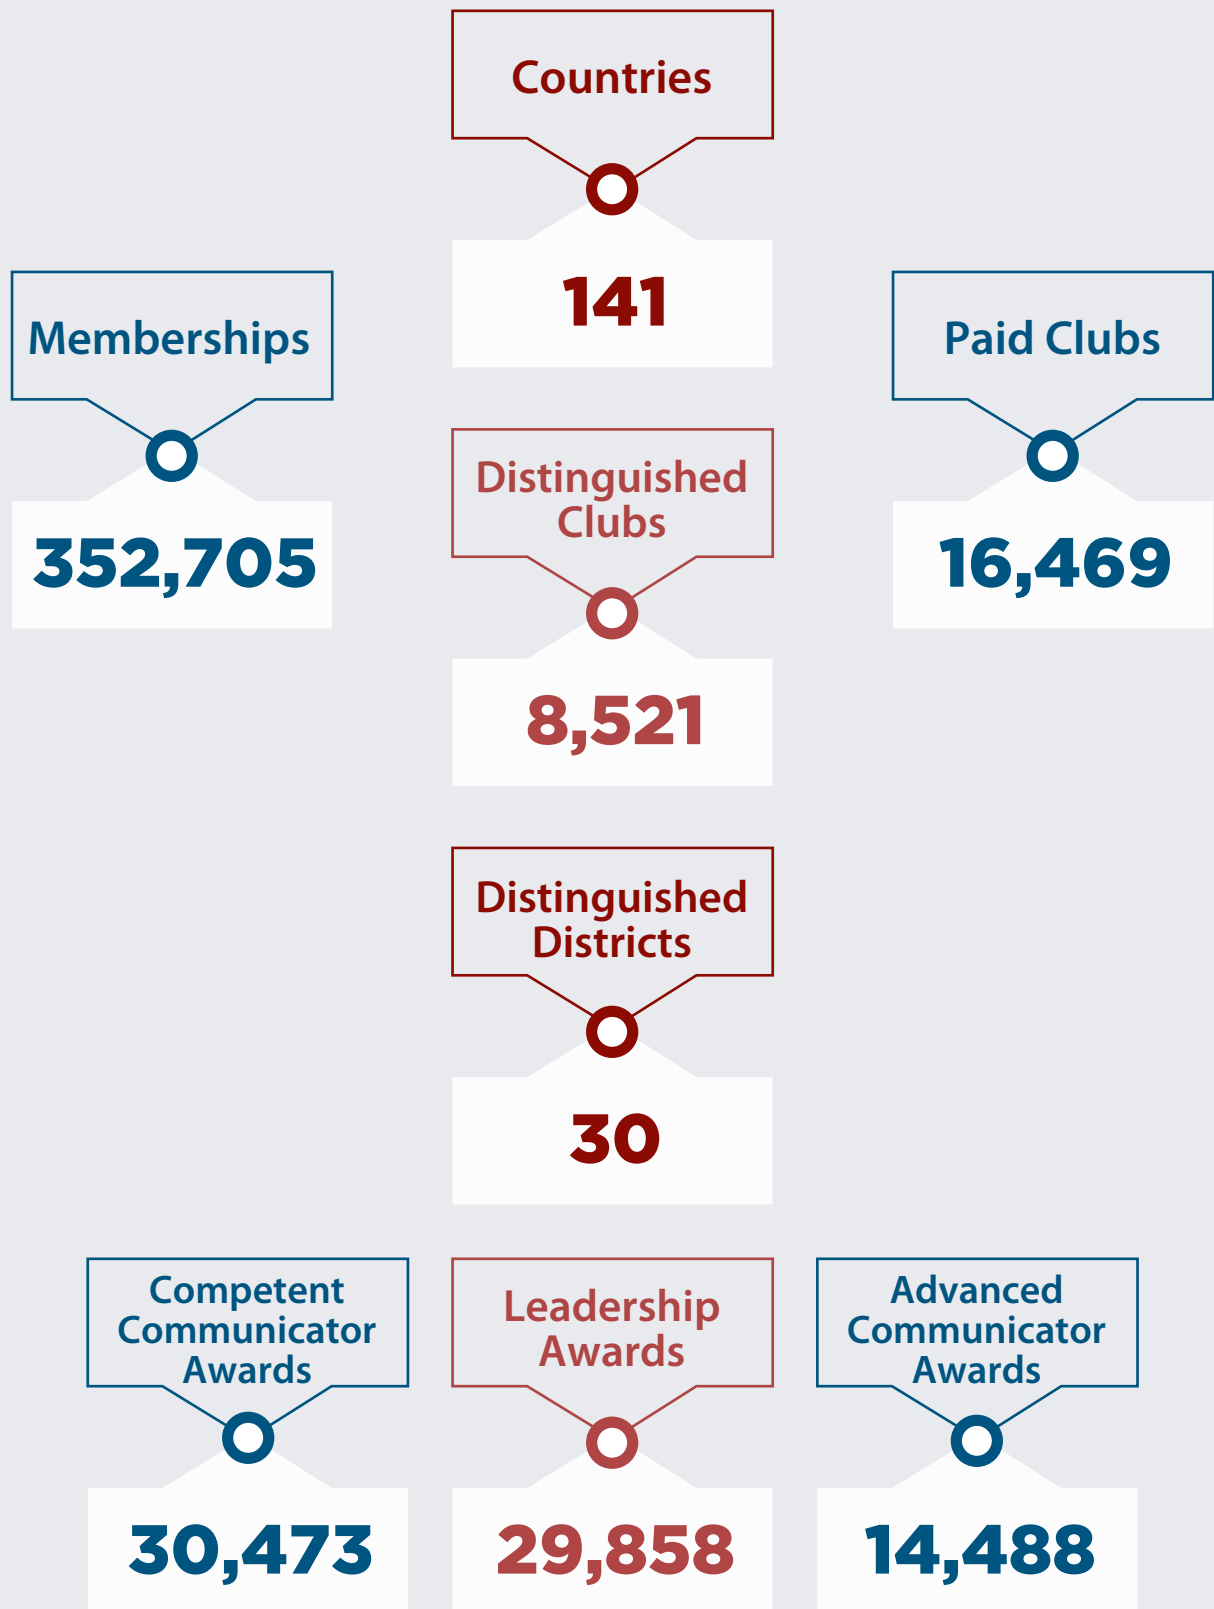 Countries
141
Memberships
352,705
Paid Clubs
16,469
Distinguished
Clubs
8,521
Distinguished
Districts
30
Competent
Communicator
Awards
30,473
Leadership
Awards
29,858
Advanced
Communicator
Awards
14,488